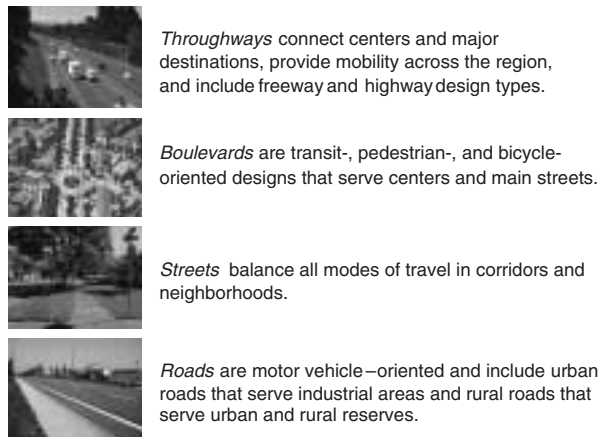 Throughways connect centers and major
destinations, provide mobility across the region,
and include freeway and highway design types.
Boulevards are transit-, pedestrian-, and bicycle-
oriented designs that serve centers and main streets.
Streets balance all modes of travel in corridors and
neighborhoods.
Roads are motor vehicle–oriented and include urban
roads that serve industrial areas and rural roads that
serve urban and rural reserves.